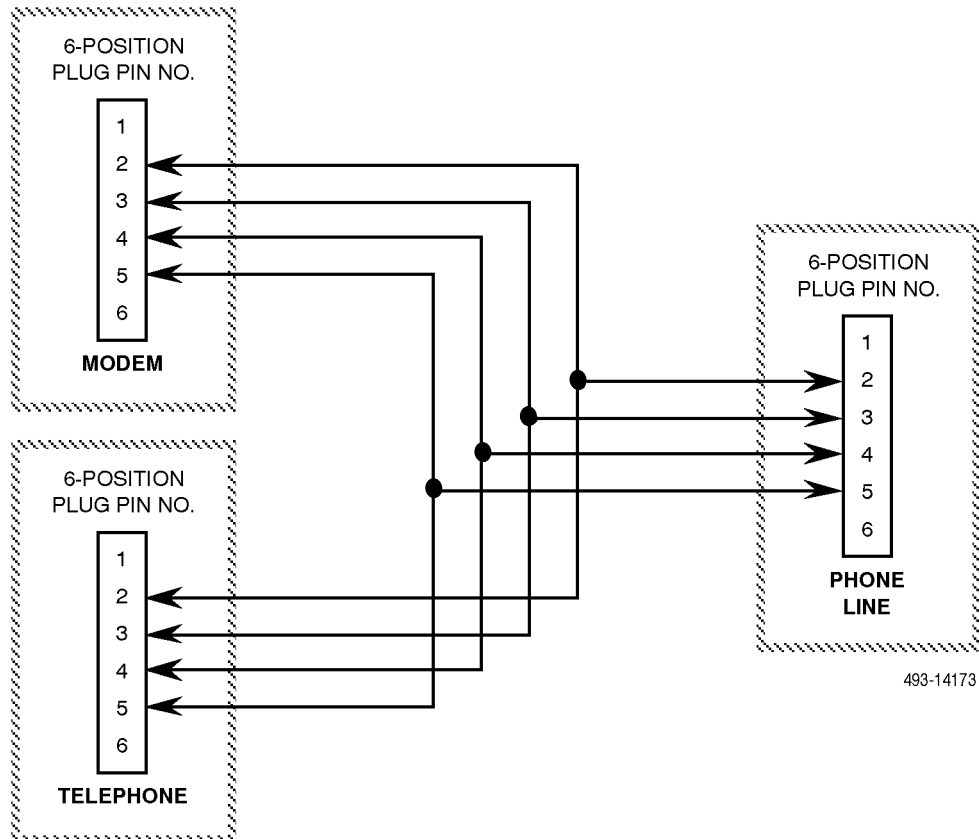 6-POSITION
PLUG PIN NO.
1
2
3
4
5
6
MODEM
6-POSITION
PLUG PIN NO.
1
2
3
4
5
6
TELEPHONE
6-POSITION
PLUG PIN NO.
1
2
3
4
5
6
PHONE
LINE
493-14173